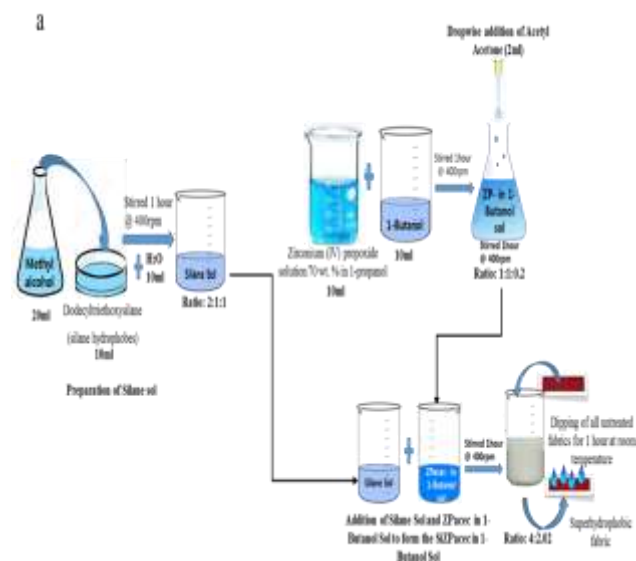 a
Dropwise addition of Acetyl
Acetone (2ml)
Methyl
alcohol
20ml
Stirred 1 hour
@ 400rpm
H₂O
10ml
Silane Sol
Ratio: 2:1:1
Dodecyltriethoxysilane
(silane hydrophobes)
10ml
Preparation of Silane sol
Zirconium (IV) propoxide
solution 70 wt. % in 1-propanol
10ml
1-Butanol
10ml
Stirred 1hour
@ 400rpm
ZP- in 1-
Butanol
sol
Stirred 1hour
@ 400rpm
Ratio: 1:1:0.2
Silane Sol
in
1-Butanol
sol
Stirred 1hour
@ 400rpm
Addition of Silane Sol and ZPacec in 1-
Butanol Sol to form the SiZPacec in 1-
Butanol Sol
Dipping of all untreated
fabrics for 1 hour at room
temperature
Superhydrophobic
fabric
Ratio: 4:2.02